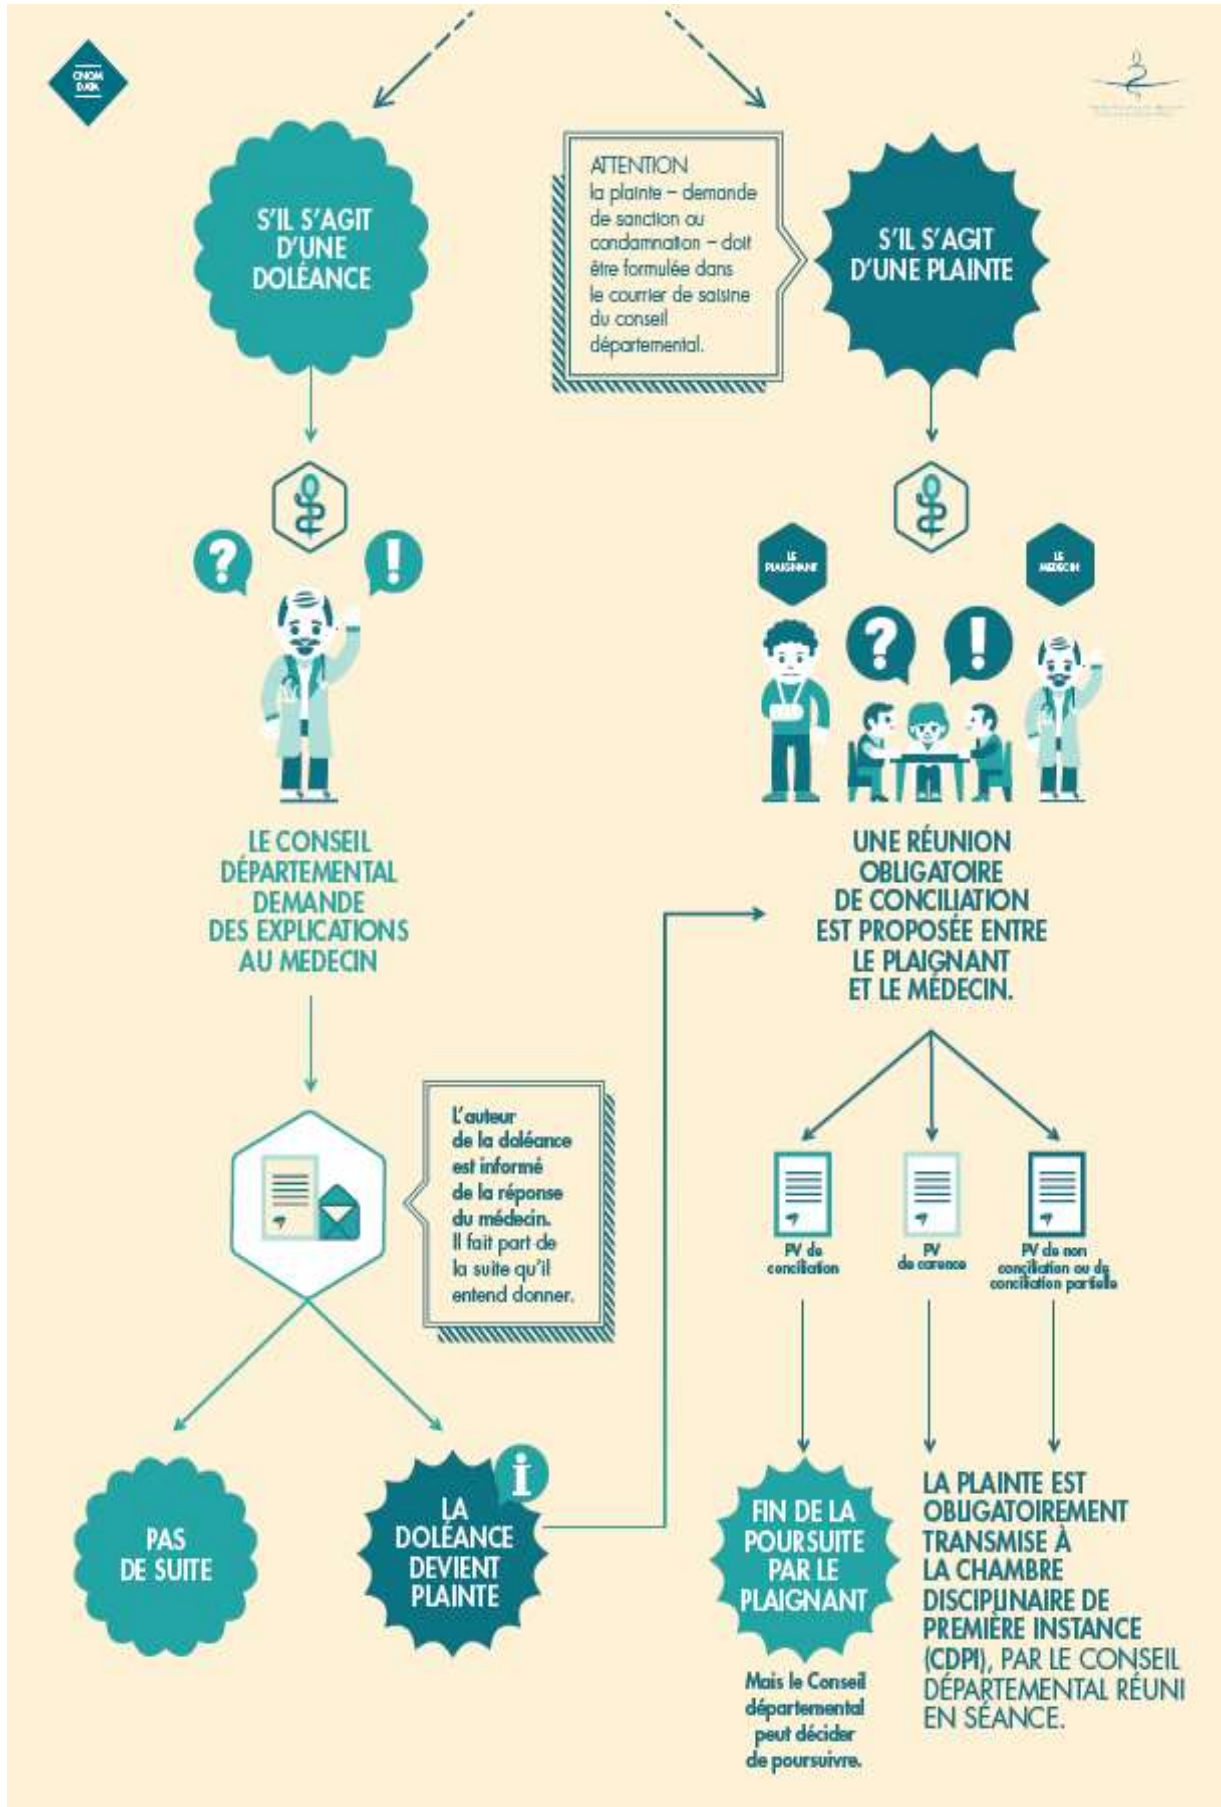 CNOM
DATA
S'IL S'AGIT
D'UNE
DOLÉANCE
ATTENTION
la plainte – demande
de sanction ou
condamnation – doit
être formulée dans
le courrier de saisine
du conseil
départemental.
S'IL S'AGIT
D'UNE PLAINTE
?
!
LE CONSEIL
DÉPARTEMENTAL
DEMANDE
DES EXPLICATIONS
AU MEDECIN
L'auteur
de la doléance
est informé
de la réponse
du médecin.
Il fait part de
la suite qu'il
entend donner.
PAS
DE SUITE
i
LA
DOLÉANCE
DEVIENT
PLAINTE
LE
PLAIGNANT
LE
MEDECIN
?
!
UNE RÉUNION
OBLIGATOIRE
DE CONCILIATION
EST PROPOSÉE ENTRE
LE PLAIGNANT
ET LE MÉDECIN.
PV de
conciliation
PV
de carence
PV de non
conciliation ou de
conciliation partielle
FIN DE LA
POURSUITE
PAR LE
PLAIGNANT
Mais le Conseil
départemental
peut décider
de poursuivre.
LA PLAINTE EST
OBLIGATOIREMENT
TRANSMISE À
LA CHAMBRE
DISCIPLINAIRE DE
PREMIÈRE INSTANCE
(CDPI), PAR LE CONSEIL
DÉPARTEMENTAL RÉUNI
EN SÉANCE.